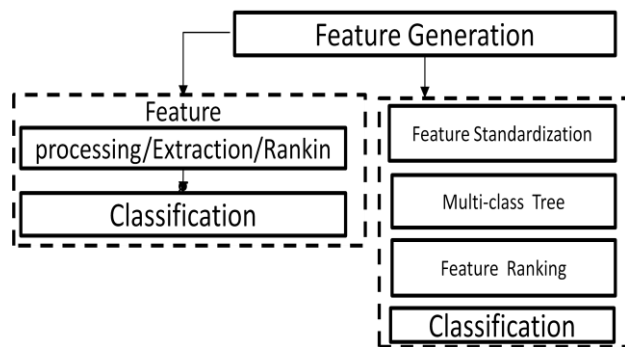 Feature Generation
Feature
processing/Extraction/Rankin
Classification
Feature Standardization
Multi-class Tree
Feature Ranking
Classification